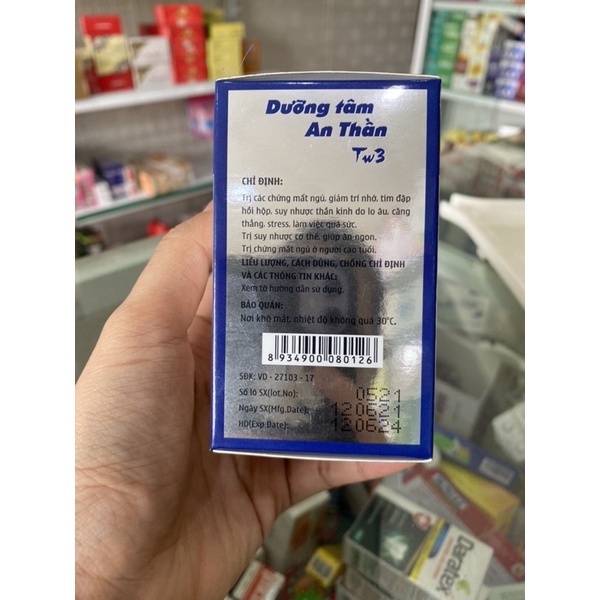 Dưỡng tâm
An Thần
Tw3
CHỈ ĐỊNH:
Trị các chứng mất ngủ, giảm trí nhớ, tim đập
hồi hộp, suy nhược thần kinh do lo âu, căng
thẳng, stress, làm việc quá sức.
Trị suy nhược cơ thể, giúp ăn ngon.
Trị chứng mất ngủ ở người cao tuổi.
LIỀU LƯỢNG, CÁCH DÙNG, CHỐNG CHỈ ĐỊNH
VÀ CÁC THÔNG TIN KHÁC:
Xem tờ hướng dẫn sử dụng.
BẢO QUẢN:
Nơi khô mát, nhiệt độ không quá 30°C.
8 934900 080126
SĐK: VD - 27103 - 17
Số lô SX(lot.No): 0521
Ngày SX(Mfg.Date): 120621
HD(Exp.Date): 120624
Daratex